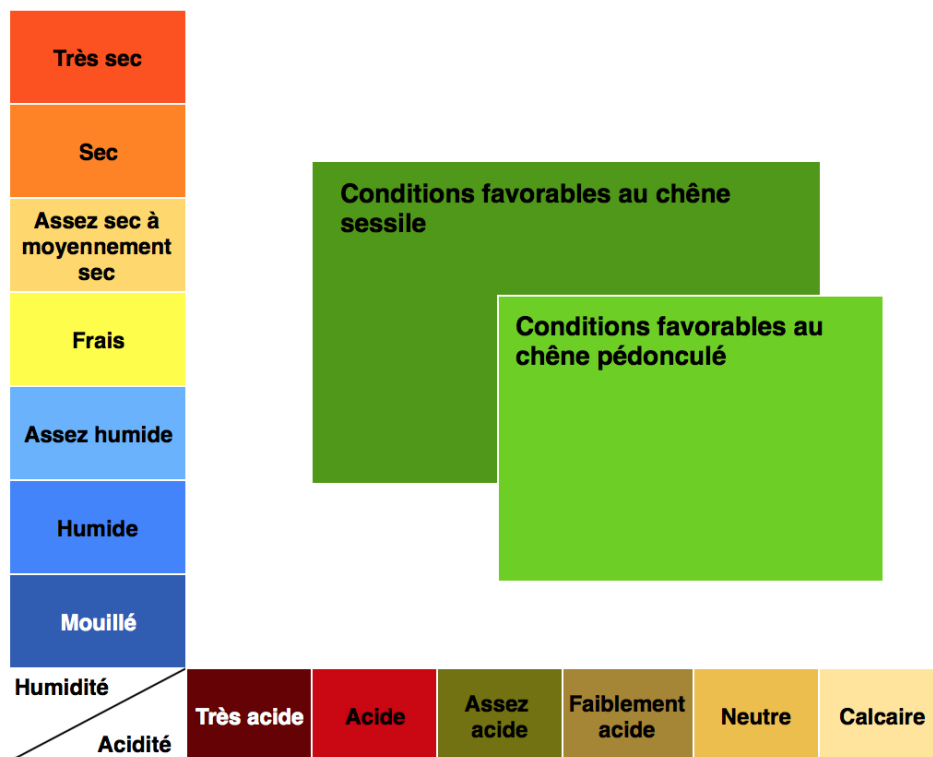 Très sec
Sec
Assez sec à
moyennement
sec
Frais
Assez humide
Humide
Mouillé
Conditions favorables au chêne
sessile
Conditions favorables au
chêne pédonculé
Humidité
Acidité
Très acide
Acide
Assez
acide
Faiblement
acide
Neutre
Calcaire